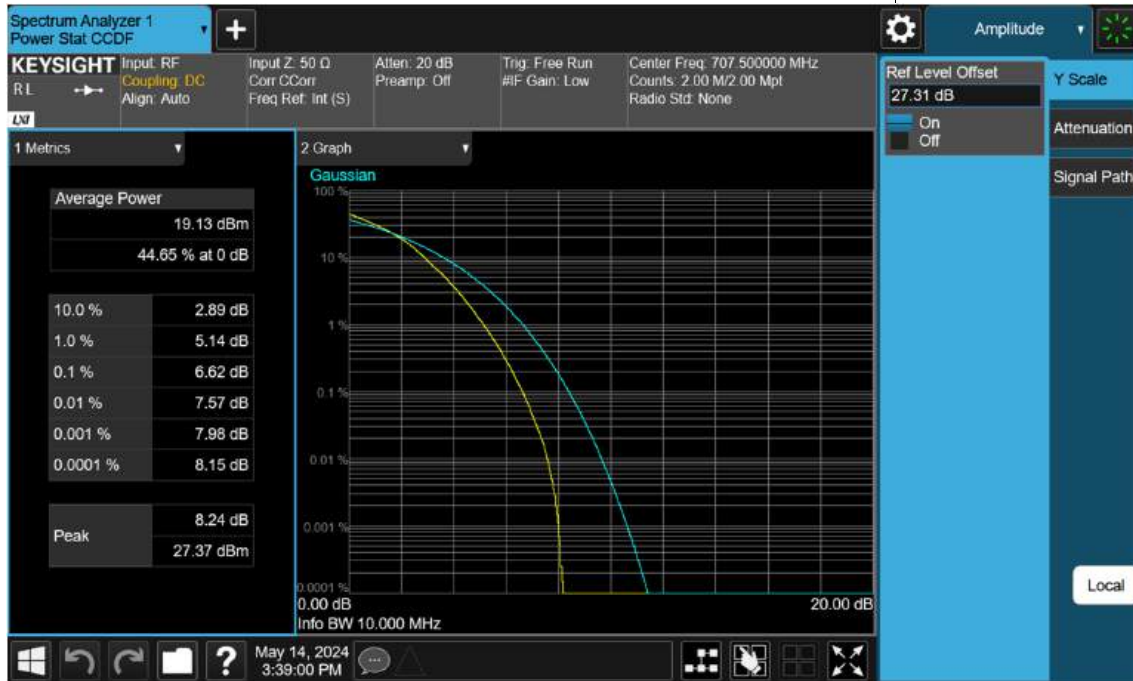 Spectrum Analyzer 1
Power Stat CCDF
+
Amplitude
KEYSIGHT
R L
LXI
Input: RF
Coupling: DC
Align: Auto
Input Z: 50 Ω
Corr CCorr
Freq Ref: Int (S)
Atten: 20 dB
Preamp: Off
Trig: Free Run
#IF Gain: Low
Center Freq: 707.500000 MHz
Counts: 2.00 M/2.00 Mpt
Radio Std: None
Ref Level Offset
27.31 dB
On
Off
Y Scale
Attenuation
Signal Path
Local
1 Metrics
Average Power
19.13 dBm
44.65 % at 0 dB
10.0 % 2.89 dB
1.0 % 5.14 dB
0.1 % 6.62 dB
0.01 % 7.57 dB
0.001 % 7.98 dB
0.0001 % 8.15 dB
Peak
8.24 dB
27.37 dBm
2 Graph
Gaussian
100 %
10 %
1 %
0.1 %
0.01 %
0.001 %
0.0001 %
0.00 dB 20.00 dB
Info BW 10.000 MHz
?
May 14, 2024
3:39:00 PM